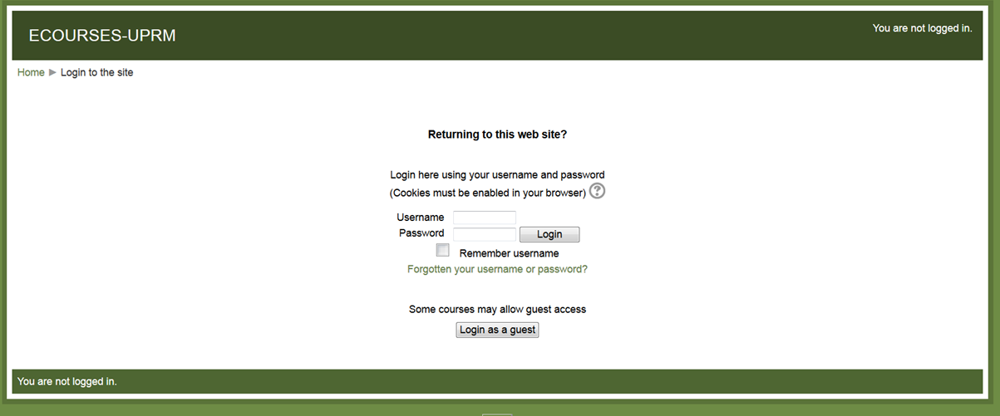 ECOURSES-UPRM
You are not logged in.
Home ► Login to the site
Returning to this web site?
Login here using your username and password
(Cookies must be enabled in your browser) ?
Username
Password Login
Remember username
Forgotten your username or password?
Some courses may allow guest access
Login as a guest
You are not logged in.